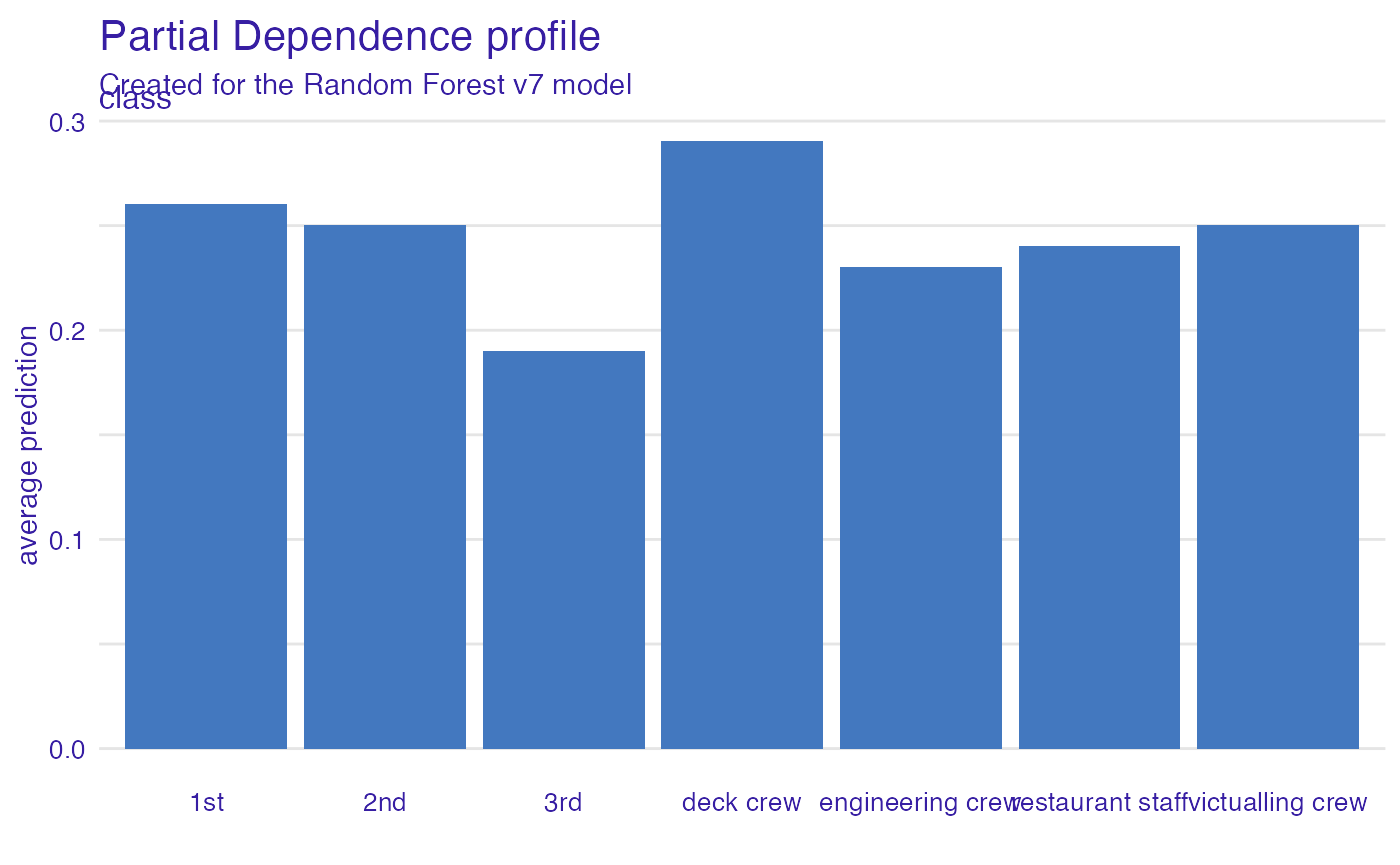 Partial Dependence profile
Created for the Random Forest v7 model
class
average prediction
0.3
0.2
0.1
0.0
1st 2nd 3rd deck crew engineering crew restaurant staff victualling crew